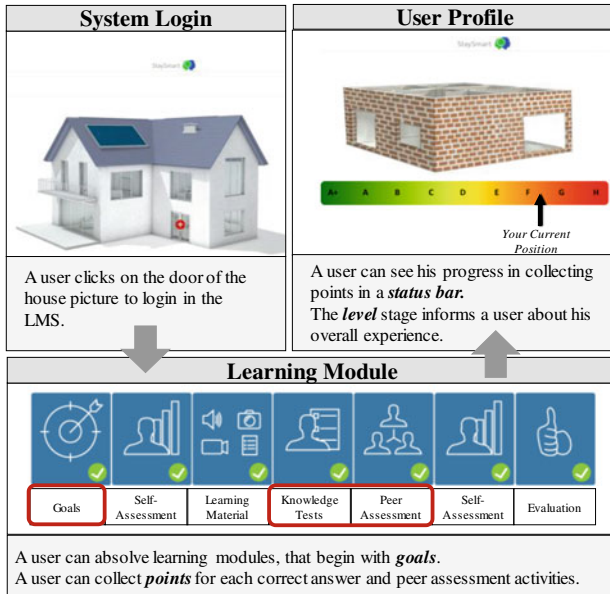 System Login
StaySmart
A user clicks on the door of the
house picture to login in the
LMS.
User Profile
StaySmart
A+ A B C D E F G H
Your Current
Position
A user can see his progress in collecting
points in a status bar.
The level stage informs a user about his
overall experience.
Learning Module
Goals
Self-
Assessment
Learning
Material
Knowledge
Tests
Peer
Assessment
Self-
Assessment
Evaluation
A user can absolve learning modules, that begin with goals.
A user can collect points for each correct answer and peer assessment activities.